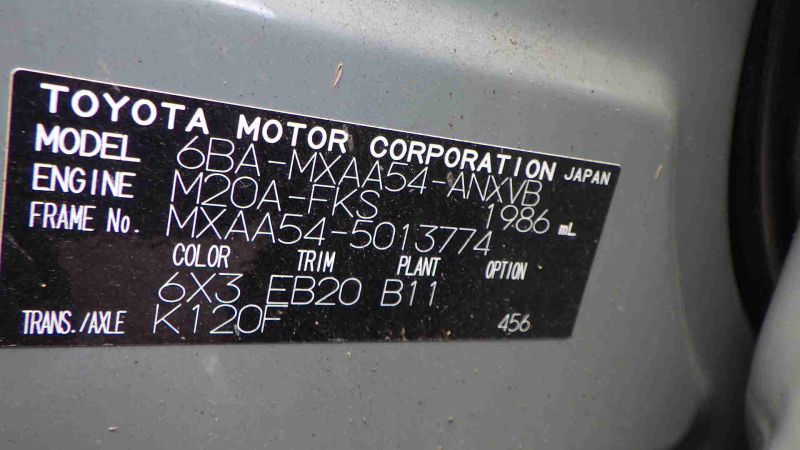 TOYOTA MOTOR CORPORATION JAPAN
MODEL 6BA-MXAA54-ANXVB
ENGINE M20A-FKS 1986 mL
FRAME No. MXAA54-5013774
COLOR TRIM PLANT OPTION
6X3 EB20 B11
TRANS./AXLE K120F 456